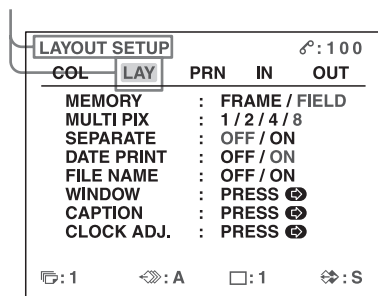 LAYOUT SETUP :100
COL LAY PRN IN OUT
MEMORY : FRAME / FIELD
MULTI PIX : 1 / 2 / 4 / 8
SEPARATE : OFF / ON
DATE PRINT : OFF / ON
FILE NAME : OFF / ON
WINDOW : PRESS
CAPTION : PRESS
CLOCK ADJ. : PRESS
:1 :A :1 :S